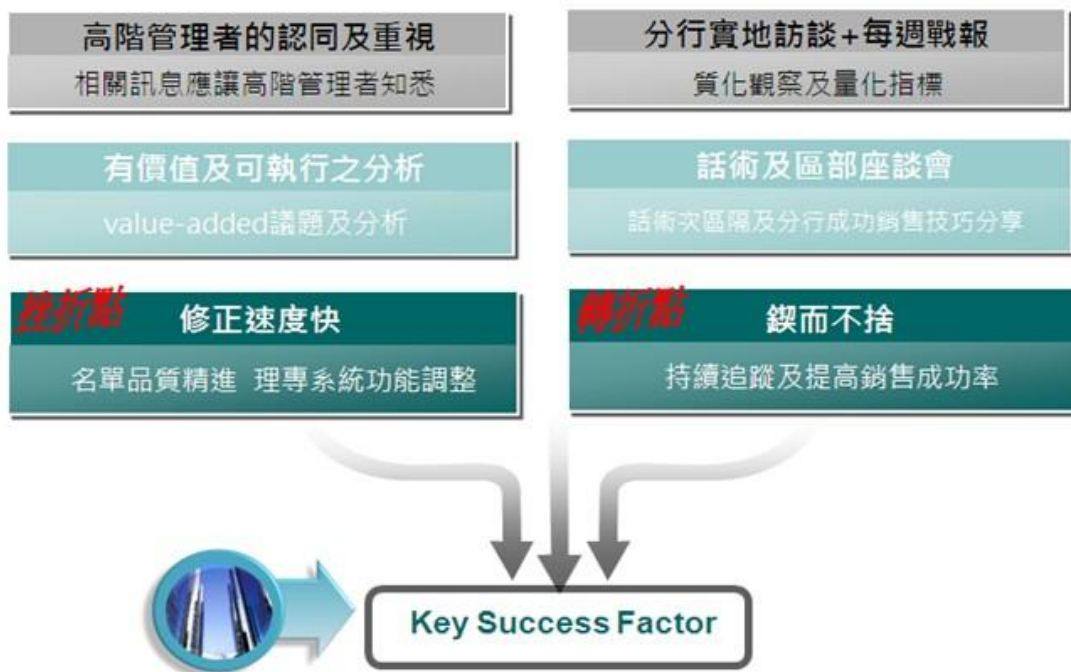 高階管理者的認同及重視
相關訊息應讓高階管理者知悉
分行實地訪談+每週戰報
質化觀察及量化指標
有價值及可執行之分析
value-added議題及分析
話術及區部座談會
話術次區隔及分行成功銷售技巧分享
挫折點
修正速度快
名單品質精進 理專系統功能調整
轉折點
鍥而不捨
持續追蹤及提高銷售成功率
Key Success Factor